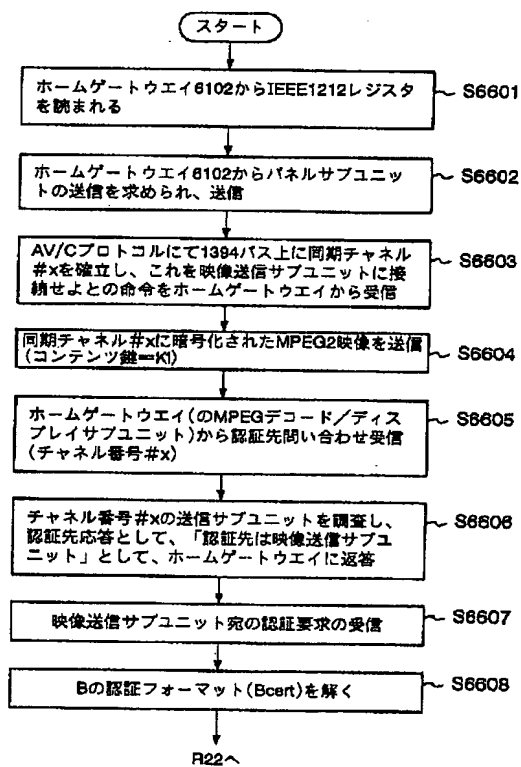 スタート
ホームゲートウエイ6102からIEEE1212レジスタ
を読まれる
S6601
ホームゲートウエイ6102からパネルサブユニッ
トの送信を求められ、送信
S6602
AV/Cプロトコルにて1394バス上に同期チャネル
#xを確立し、これを映像送信サブユニットに接
続せよとの命令をホームゲートウエイから受信
S6603
同期チャネル#xに暗号化されたMPEG2映像を送信
(コンテンツ鍵=K1)
S6604
ホームゲートウエイ(のMPEGデコード/ディス
プレイサブユニット)から認証先問い合わせ受信
(チャネル番号#x)
S6605
チャネル番号#xの送信サブユニットを調査し、
認証先応答として、「認証先は映像送信サブユ
ニット」として、ホームゲートウエイに返答
S6606
映像送信サブユニット宛の認証要求の受信
S6607
Bの認証フォーマット(Bcert)を解く
S6608
R22へ